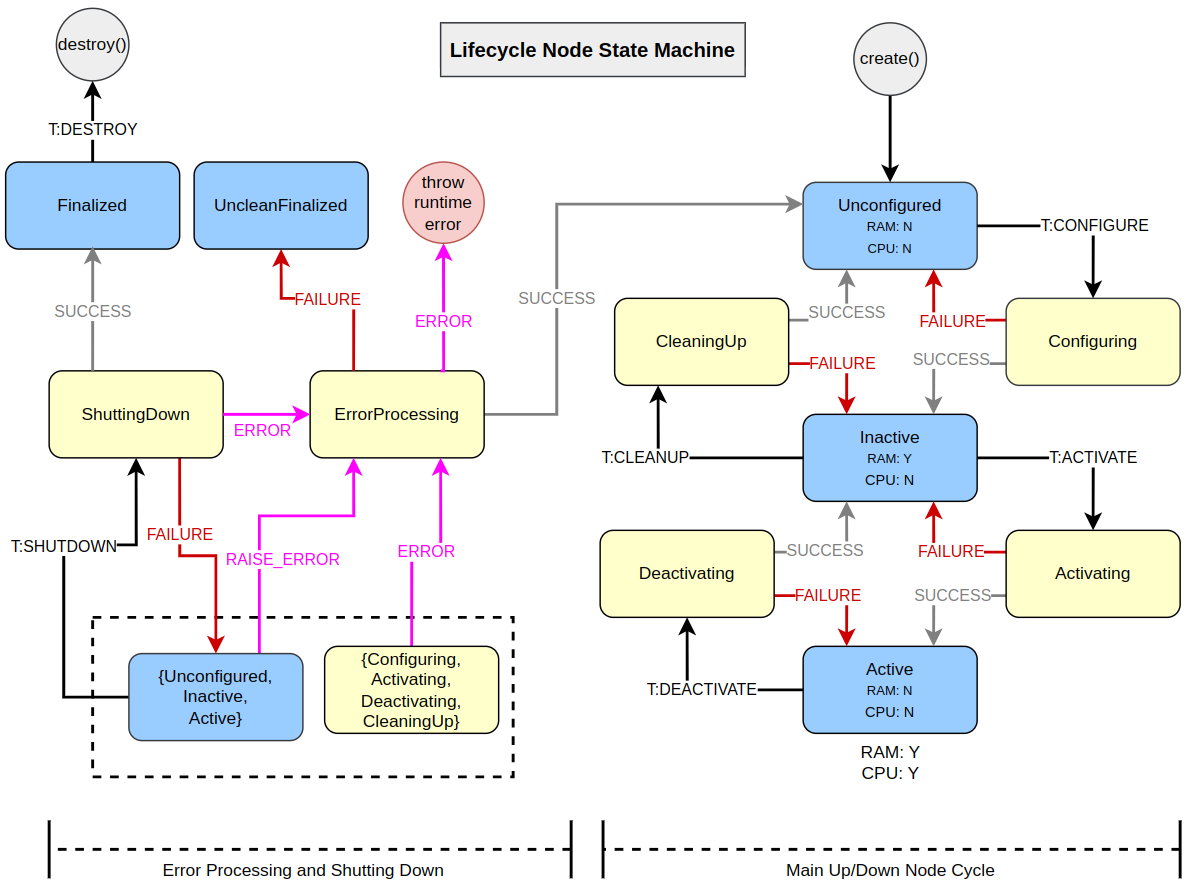 destroy()
Lifecycle Node State Machine
create()
T:DESTROY
Finalized
UncleanFinalized
throw
runtime
error
Unconfigured
RAM: N
CPU: N
T:CONFIGURE
SUCCESS
FAILURE
ERROR
SUCCESS
SUCCESS
FAILURE
CleaningUp
Configuring
FAILURE
SUCCESS
ShuttingDown
ERROR
ErrorProcessing
Inactive
RAM: Y
CPU: N
T:CLEANUP
T:ACTIVATE
T:SHUTDOWN
FAILURE
RAISE_ERROR
ERROR
SUCCESS
FAILURE
Deactivating
Activating
FAILURE
SUCCESS
{Unconfigured,
Inactive,
Active}
{Configuring,
Activating,
Deactivating,
CleaningUp}
T:DEACTIVATE
Active
RAM: N
CPU: N
RAM: Y
CPU: Y
Error Processing and Shutting Down
Main Up/Down Node Cycle